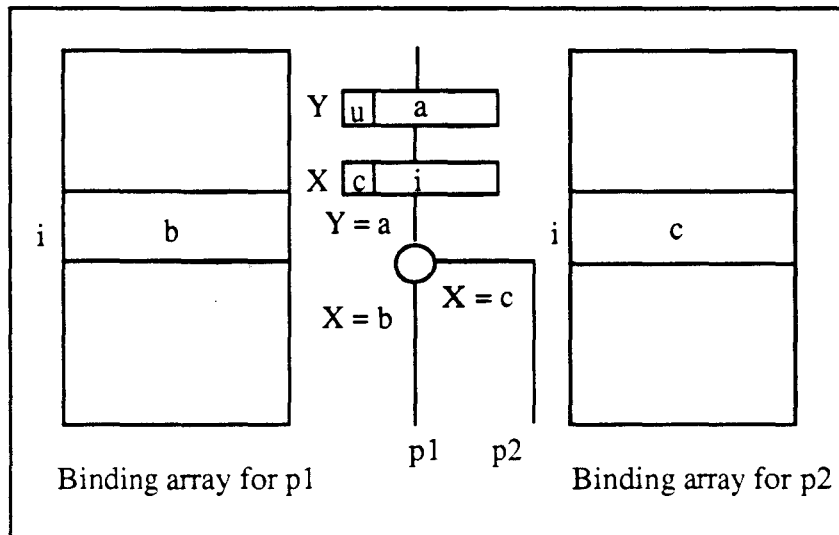 Y u a
X c i
Y = a
i b
i c
X = b
X = c
p1 p2
Binding array for p1
Binding array for p2